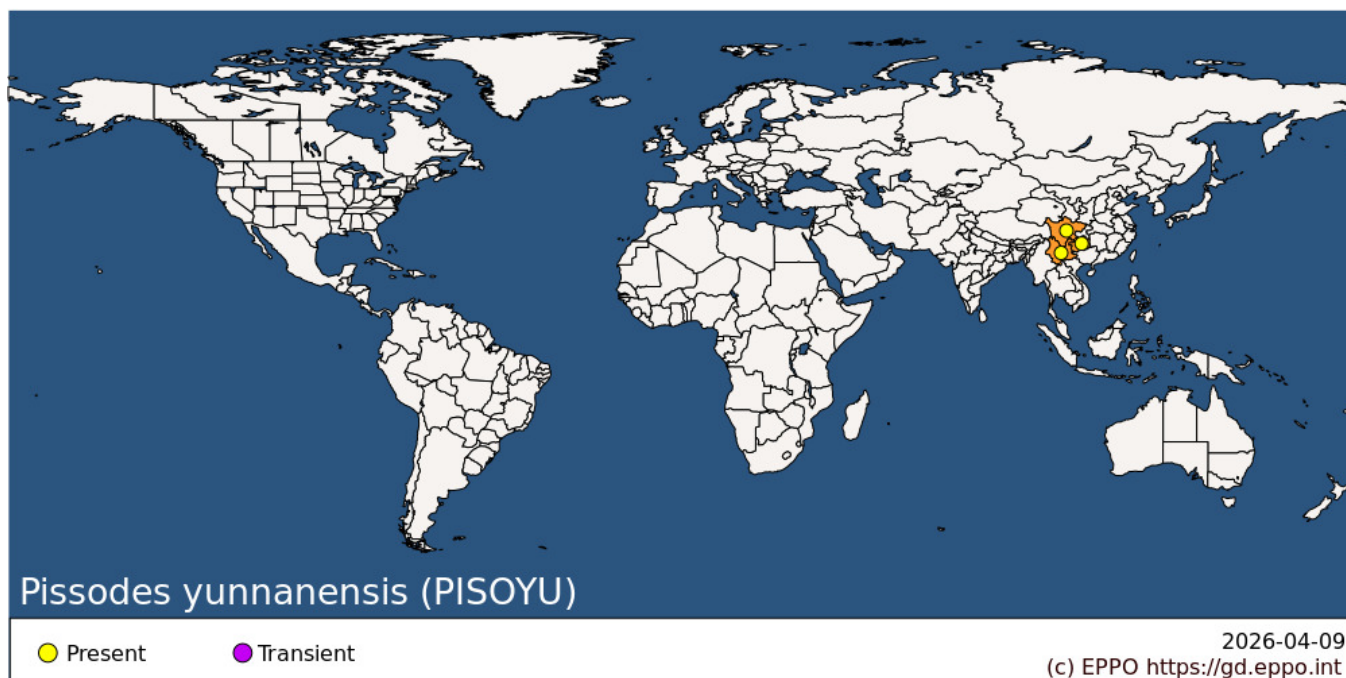 Pissodes yunnanensis (PISOYU)
Present
Transient
2026-04-09
(c) EPPO https://gd.eppo.int